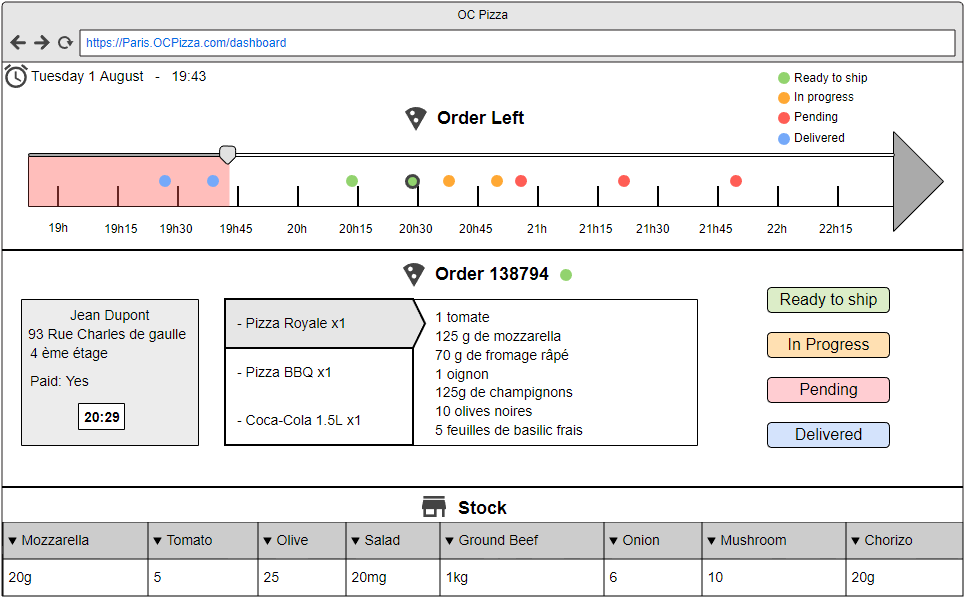 OC Pizza
https://Paris.OCPizza.com/dashboard
Tuesday 1 August - 19:43
Ready to ship
In progress
Pending
Delivered
Order Left
19h 19h15 19h30 19h45 20h 20h15 20h30 20h45 21h 21h15 21h30 21h45 22h 22h15
Order 138794
Jean Dupont
93 Rue Charles de gaulle
4 ème étage
Paid: Yes
20:29
- Pizza Royale x1
- Pizza BBQ x1
- Coca-Cola 1.5L x1
1 tomate
125 g de mozzarella
70 g de fromage râpé
1 oignon
125g de champignons
10 olives noires
5 feuilles de basilic frais
Ready to ship
In Progress
Pending
Delivered
Stock
▼ Mozzarella ▼ Tomato ▼ Olive ▼ Salad ▼ Ground Beef ▼ Onion ▼ Mushroom ▼ Chorizo
20g 5 25 20mg 1kg 6 10 20g